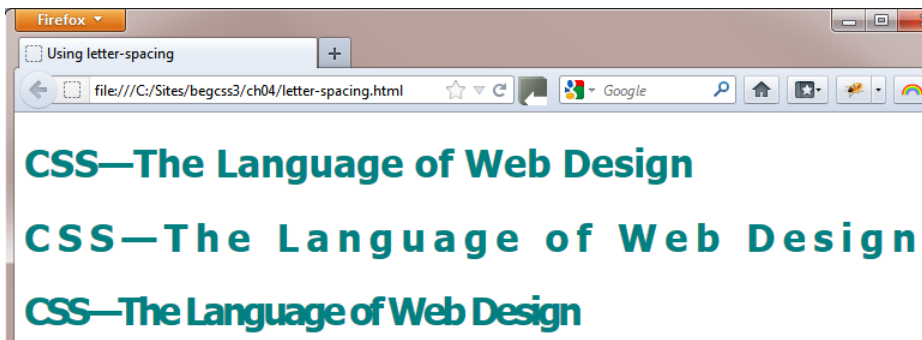 Firefox
Using letter-spacing
file:///C:/Sites/begcss3/ch04/letter-spacing.html
Google
CSS—The Language of Web Design
CSS—The Language of Web Design
CSS—The Language of Web Design